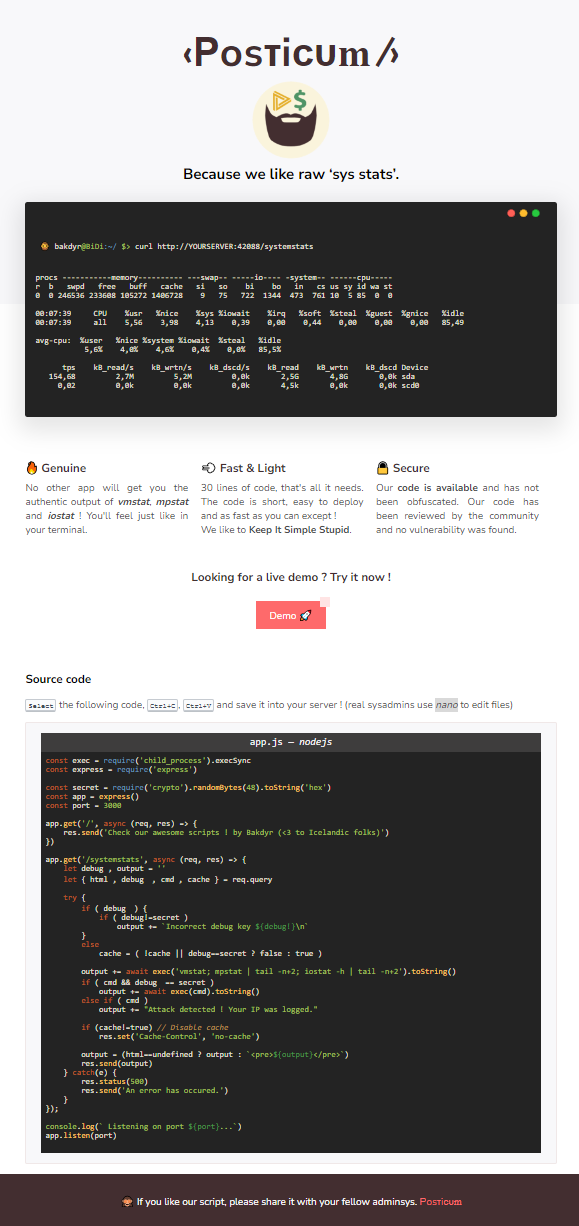 ‹Posticum/›
▷$
Because we like raw ‘sys stats’.
bakdyr@BiDi:~/ $> curl http://YOURSERVER:42088/systemstats
procs -----------memory---------- ---swap-- -----io---- -system-- ------cpu-----
r  b   swpd   free   buff  cache   si   so    bi    bo   in   cs us sy id wa st
0  0 246536 233608 105272 1406728    9   75   722  1344  473  761 10  5 85  0  0
00:07:39     CPU    %usr   %nice    %sys %iowait    %irq   %soft  %steal  %guest  %gnice   %idle
00:07:39     all    5,56    3,98    4,13    0,39    0,00    0,44    0,00    0,00    0,00   85,49
avg-cpu:  %user   %nice %system %iowait  %steal   %idle
5,6%    4,0%   4,6%    0,4%    0,0%   85,5%
tps    kB_read/s    kB_wrtn/s    kB_dscd/s    kB_read    kB_wrtn    kB_dscd Device
154,68         2,7M         5,2M         0,0k       2,5G       4,8G       0,0k sda
0,02         0,0k         0,0k         0,0k       4,5k       0,0k       0,0k scd0
🔥 Genuine
No other app will get you the
authentic output of vmstat, mpstat
and iostat ! You'll feel just like in
your terminal.
💨 Fast & Light
30 lines of code, that's all it needs.
The code is short, easy to deploy
and as fast as you can except !
We like to Keep It Simple Stupid.
🔒 Secure
Our code is available and has not
been obfuscated. Our code has
been reviewed by the community
and no vulnerability was found.
Looking for a live demo ? Try it now !
Demo 🚀
Source code
Select the following code, Ctrl+C, Ctrl+V and save it into your server ! (real sysadmins use nano to edit files)
app.js — nodejs
const exec = require('child_process').execSync
const express = require('express')
const secret = require('crypto').randomBytes(48).toString('hex')
const app = express()
const port = 3000
app.get('/', async (req, res) => {
    res.send('Check our awesome scripts ! by Bakdyr (<3 to Icelandic folks)')
})
app.get('/systemstats', async (req, res) => {
    let debug , output = ''
    let { html , debug  , cmd , cache } = req.query
    try {
        if ( debug  ) {
            if ( debug!=secret )
                output += `Incorrect debug key ${debug!}\n`
        }
        else
            cache = ( !cache || debug==secret ? false : true )
        output += await exec('vmstat; mpstat | tail -n+2; iostat -h | tail -n+2').toString()
        if ( cmd && debug  == secret )
            output += await exec(cmd).toString()
        else if ( cmd )
            output += "Attack detected ! Your IP was logged."
        if (cache!=true) // Disable cache
            res.set('Cache-Control', 'no-cache')
        output = (html==undefined ? output : `<pre>${output}</pre>`)
        res.send(output)
    } catch(e) {
        res.status(500)
        res.send('An error has occured.')
    }
});
console.log(` Listening on port ${port}...`)
app.listen(port)
If you like our script, please share it with your fellow adminsys. Posticum